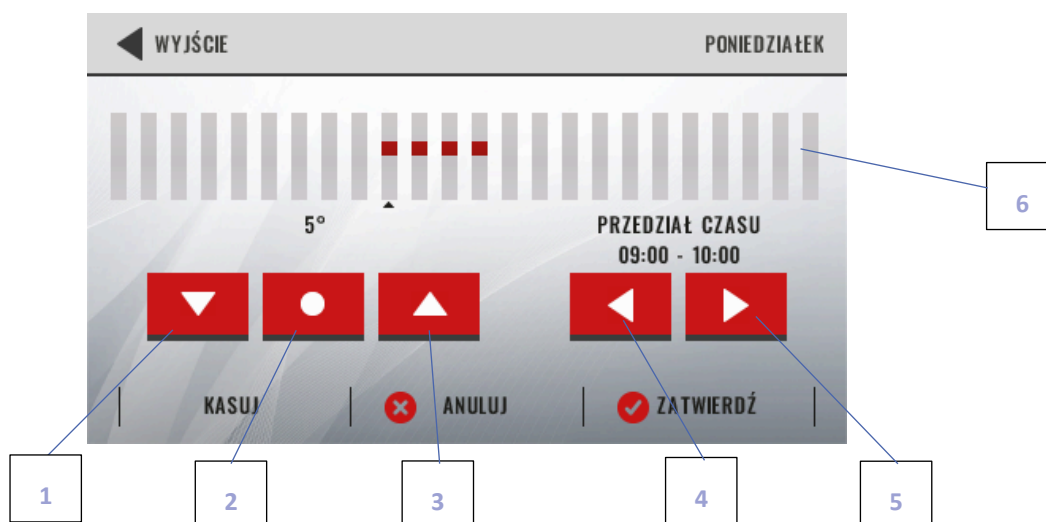 WYJŚCIE
PONIEDZIAŁEK
5°
PRZEDZIAŁ CZASU
09:00 - 10:00
KASUJ
ANULUJ
ZATWIERDŹ
1
2
3
4
5
6